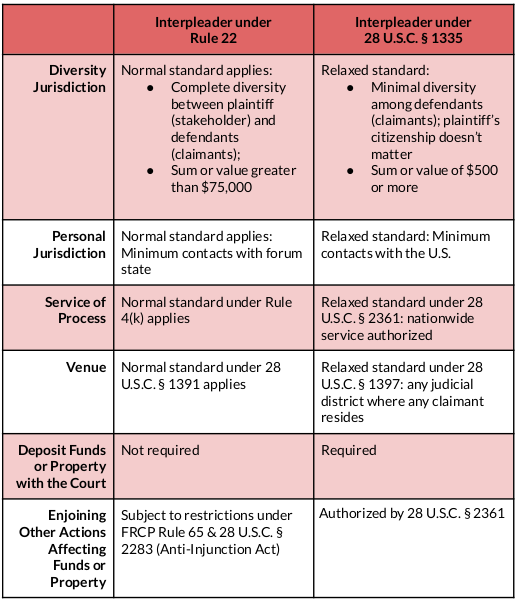 Interpleader under
Rule 22
Interpleader under
28 U.S.C. § 1335
Diversity
Jurisdiction
Normal standard applies:
● Complete diversity
between plaintiff
(stakeholder) and
defendants
(claimants);
● Sum or value greater
than $75,000
Relaxed standard:
● Minimal diversity
among defendants
(claimants); plaintiff’s
citizenship doesn’t
matter
● Sum or value of $500
or more
Personal
Jurisdiction
Normal standard applies:
Minimum contacts with forum
state
Relaxed standard: Minimum
contacts with the U.S.
Service of
Process
Normal standard under Rule
4(k) applies
Relaxed standard under 28
U.S.C. § 2361: nationwide
service authorized
Venue
Normal standard under 28
U.S.C. § 1391 applies
Relaxed standard under 28
U.S.C. § 1397: any judicial
district where any claimant
resides
Deposit Funds
or Property
with the Court
Not required
Required
Enjoining
Other Actions
Affecting
Funds or
Property
Subject to restrictions under
FRCP Rule 65 & 28 U.S.C. §
2283 (Anti-Injunction Act)
Authorized by 28 U.S.C. § 2361